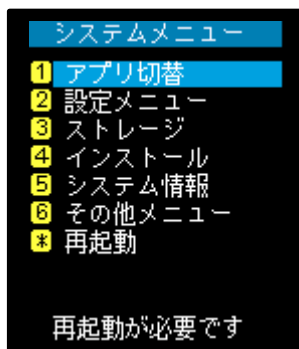 システムメニュー
1 アプリ切替
2 設定メニュー
3 ストレージ
4 インストール
5 システム情報
6 その他メニュー
* 再起動
再起動が必要です